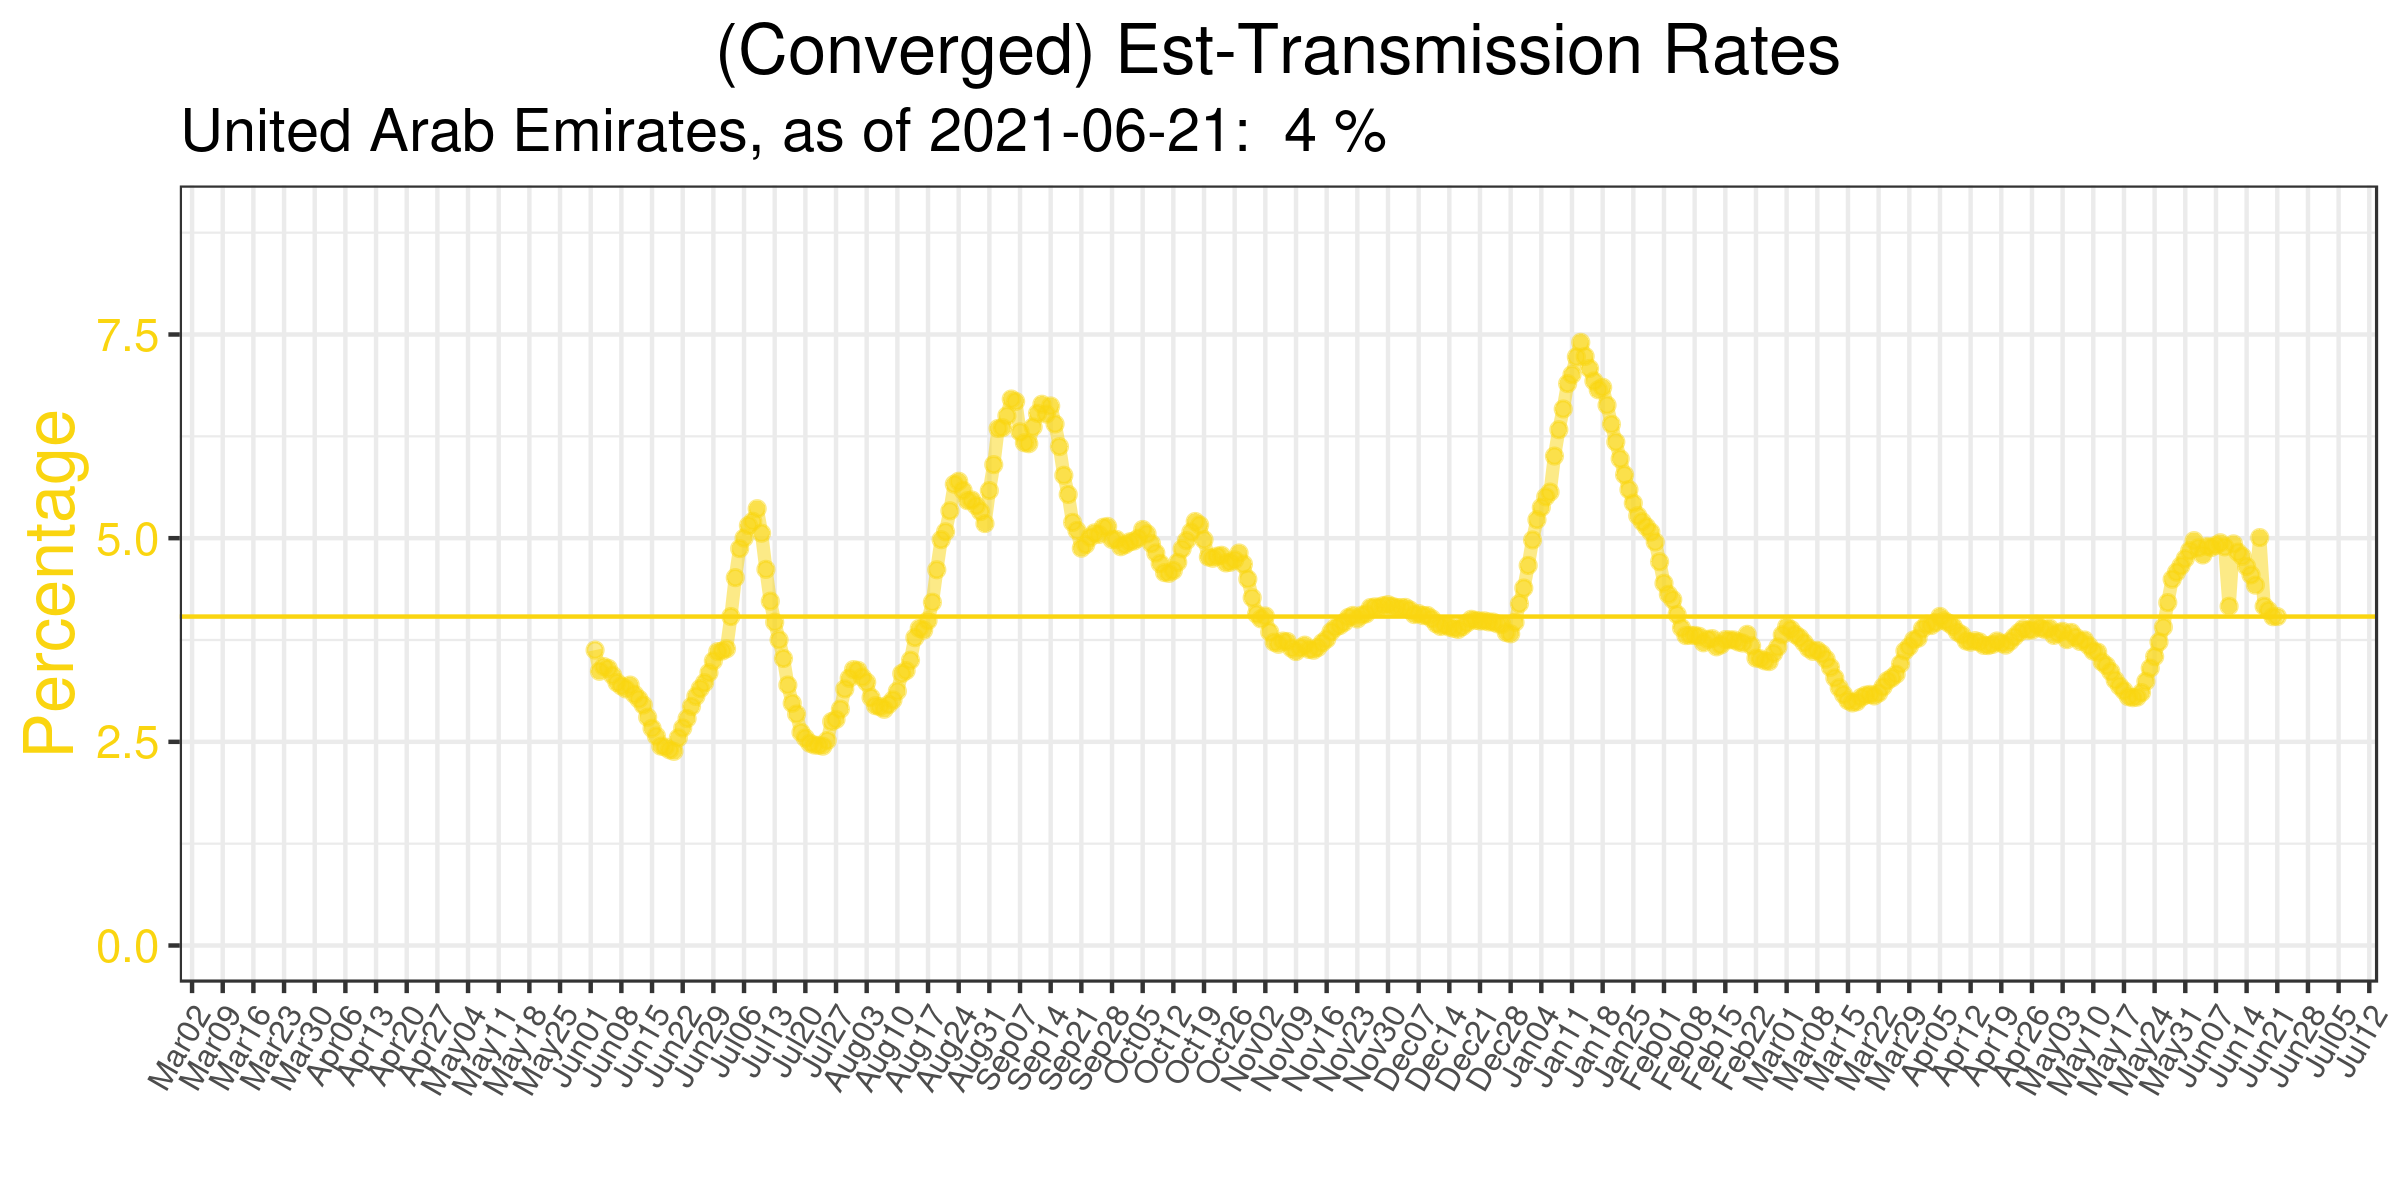 (Converged) Est-Transmission Rates
United Arab Emirates, as of 2021-06-21:  4 %
Percentage
7.5
5.0
2.5
0.0
Mar02
Mar09
Mar16
Mar23
Mar30
Apr06
Apr13
Apr20
Apr27
May04
May11
May18
May25
Jun01
Jun08
Jun15
Jun22
Jun29
Jul06
Jul13
Jul20
Jul27
Aug03
Aug10
Aug17
Aug24
Aug31
Sep07
Sep14
Sep21
Sep28
Oct05
Oct12
Oct19
Oct26
Nov02
Nov09
Nov16
Nov23
Nov30
Dec07
Dec14
Dec21
Dec28
Jan04
Jan11
Jan18
Jan25
Feb01
Feb08
Feb15
Feb22
Mar01
Mar08
Mar15
Mar22
Mar29
Apr05
Apr12
Apr19
Apr26
May03
May10
May17
May24
May31
Jun07
Jun14
Jun21
Jun28
Jul05
Jul12